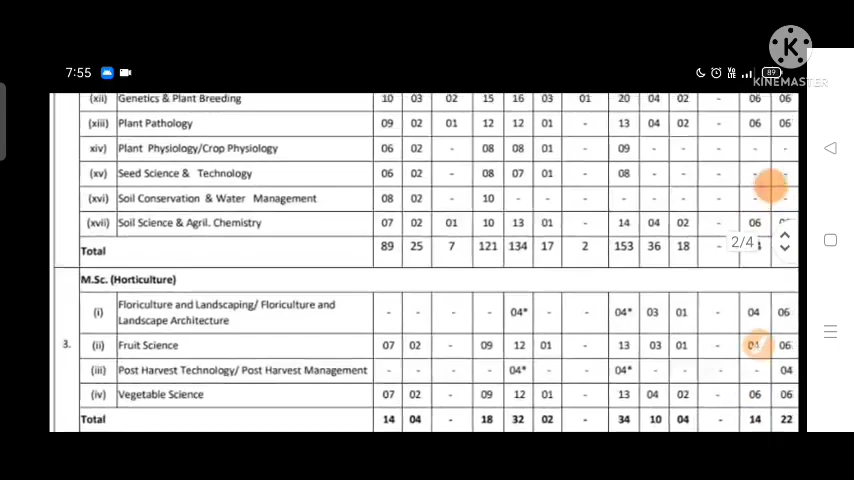 7:55 Vo LTE 89
KINEMASTER
(xii) Genetics & Plant Breeding 10 03 02 15 16 03 01 20 04 02 - 06 06
(xiii) Plant Pathology 09 02 01 12 12 01 - 13 04 02 - 06 06
xiv) Plant Physiology/Crop Physiology 06 02 - 08 08 01 - 09 - - - - -
(xv) Seed Science & Technology 06 02 - 08 07 01 - 08 - - - - -
(xvi) Soil Conservation & Water Management 08 02 - 10 - - - - - - - - -
(xvii) Soil Science & Agril. Chemistry 07 02 01 10 13 01 - 14 04 02 - 06
Total 89 25 7 121 134 17 2 153 36 18 -
2/4
M.Sc. (Horticulture)
3.
(i) Floriculture and Landscaping/ Floriculture and
Landscape Architecture - - - - 04* - - 04* 03 01 - 04 06
(ii) Fruit Science 07 02 - 09 12 01 - 13 03 01 - 04 06
(iii) Post Harvest Technology/ Post Harvest Management - - - - 04* - - 04* - - - - 04
(iv) Vegetable Science 07 02 - 09 12 01 - 13 04 02 - 06 06
Total 14 04 - 18 32 02 - 34 10 04 - 14 22